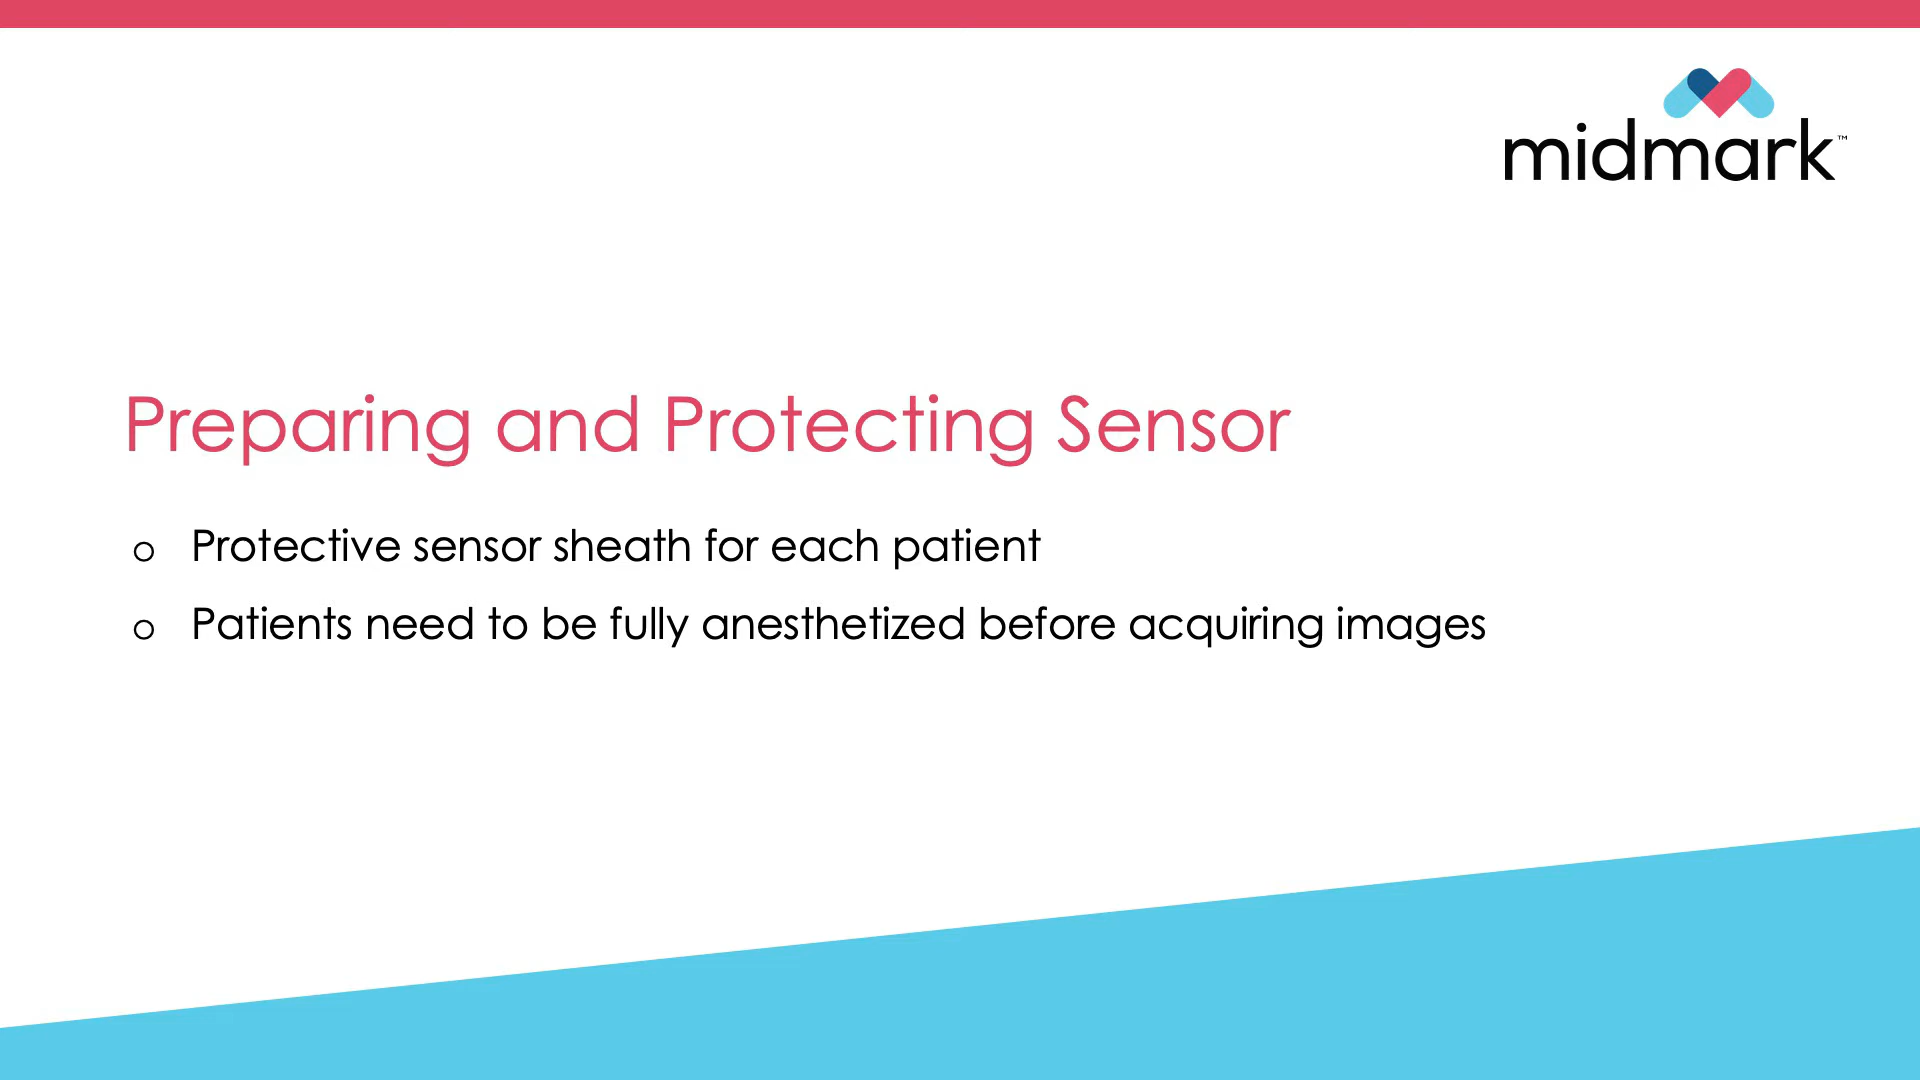 midmark™
Preparing and Protecting Sensor
o Protective sensor sheath for each patient
o Patients need to be fully anesthetized before acquiring images